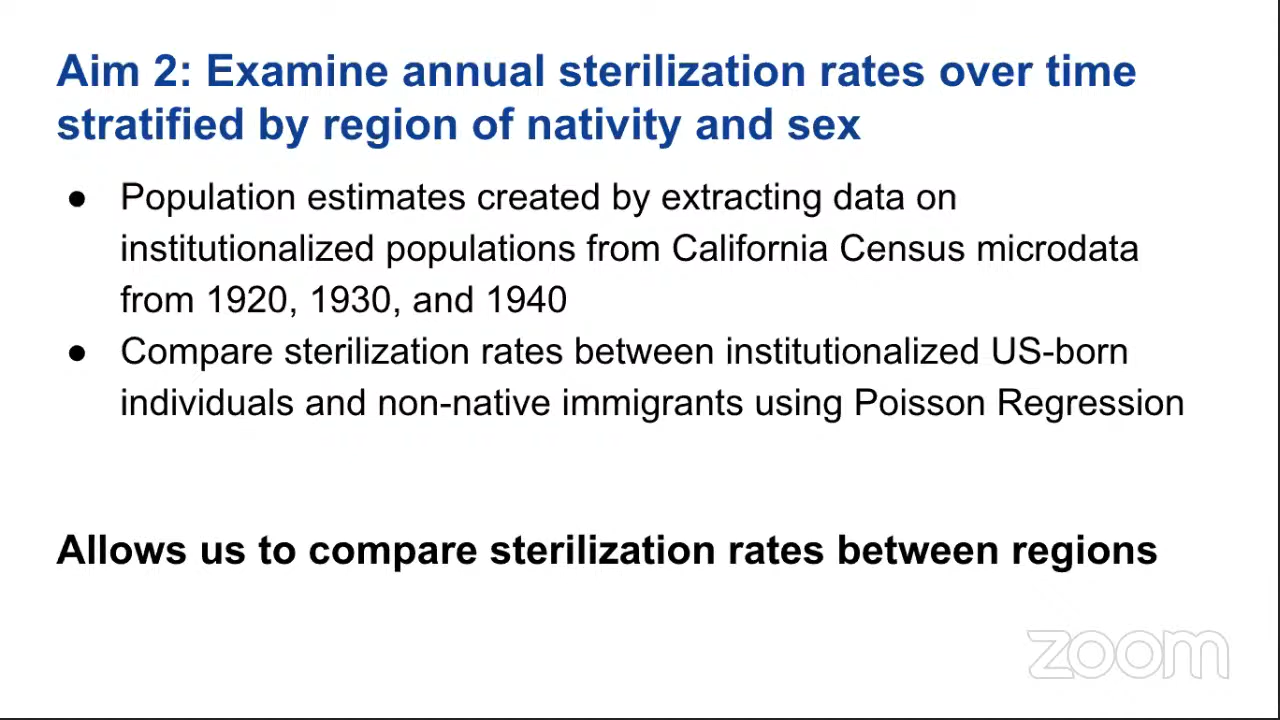 Aim 2: Examine annual sterilization rates over time
stratified by region of nativity and sex
● Population estimates created by extracting data on
institutionalized populations from California Census microdata
from 1920, 1930, and 1940
● Compare sterilization rates between institutionalized US-born
individuals and non-native immigrants using Poisson Regression
Allows us to compare sterilization rates between regions
zoom